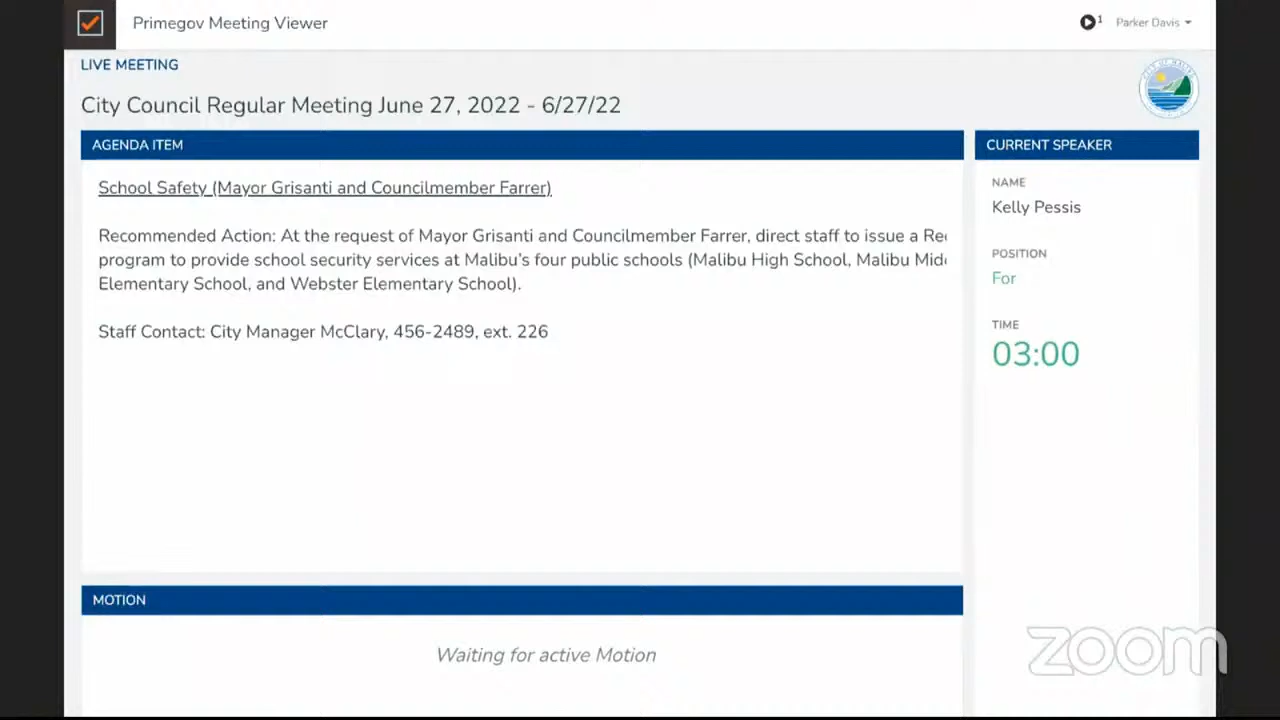 Primegov Meeting Viewer
1
Parker Davis
LIVE MEETING
City Council Regular Meeting June 27, 2022 - 6/27/22
AGENDA ITEM
School Safety (Mayor Grisanti and Councilmember Farrer)
Recommended Action: At the request of Mayor Grisanti and Councilmember Farrer, direct staff to issue a
program to provide school security services at Malibu's four public schools (Malibu High School, Malibu
Elementary School, and Webster Elementary School).
Staff Contact: City Manager McClary, 456-2489, ext. 226
MOTION
Waiting for active Motion
CURRENT SPEAKER
NAME
Kelly Pessis
POSITION
For
TIME
03:00
zoom